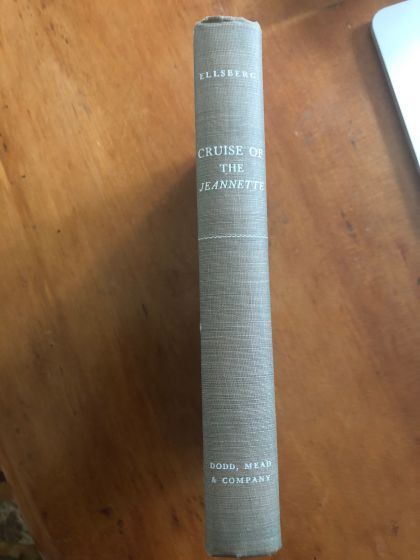 ELLSBERG
CRUISE OF
THE
JEANNETTE
DODD, MEAD
& COMPANY